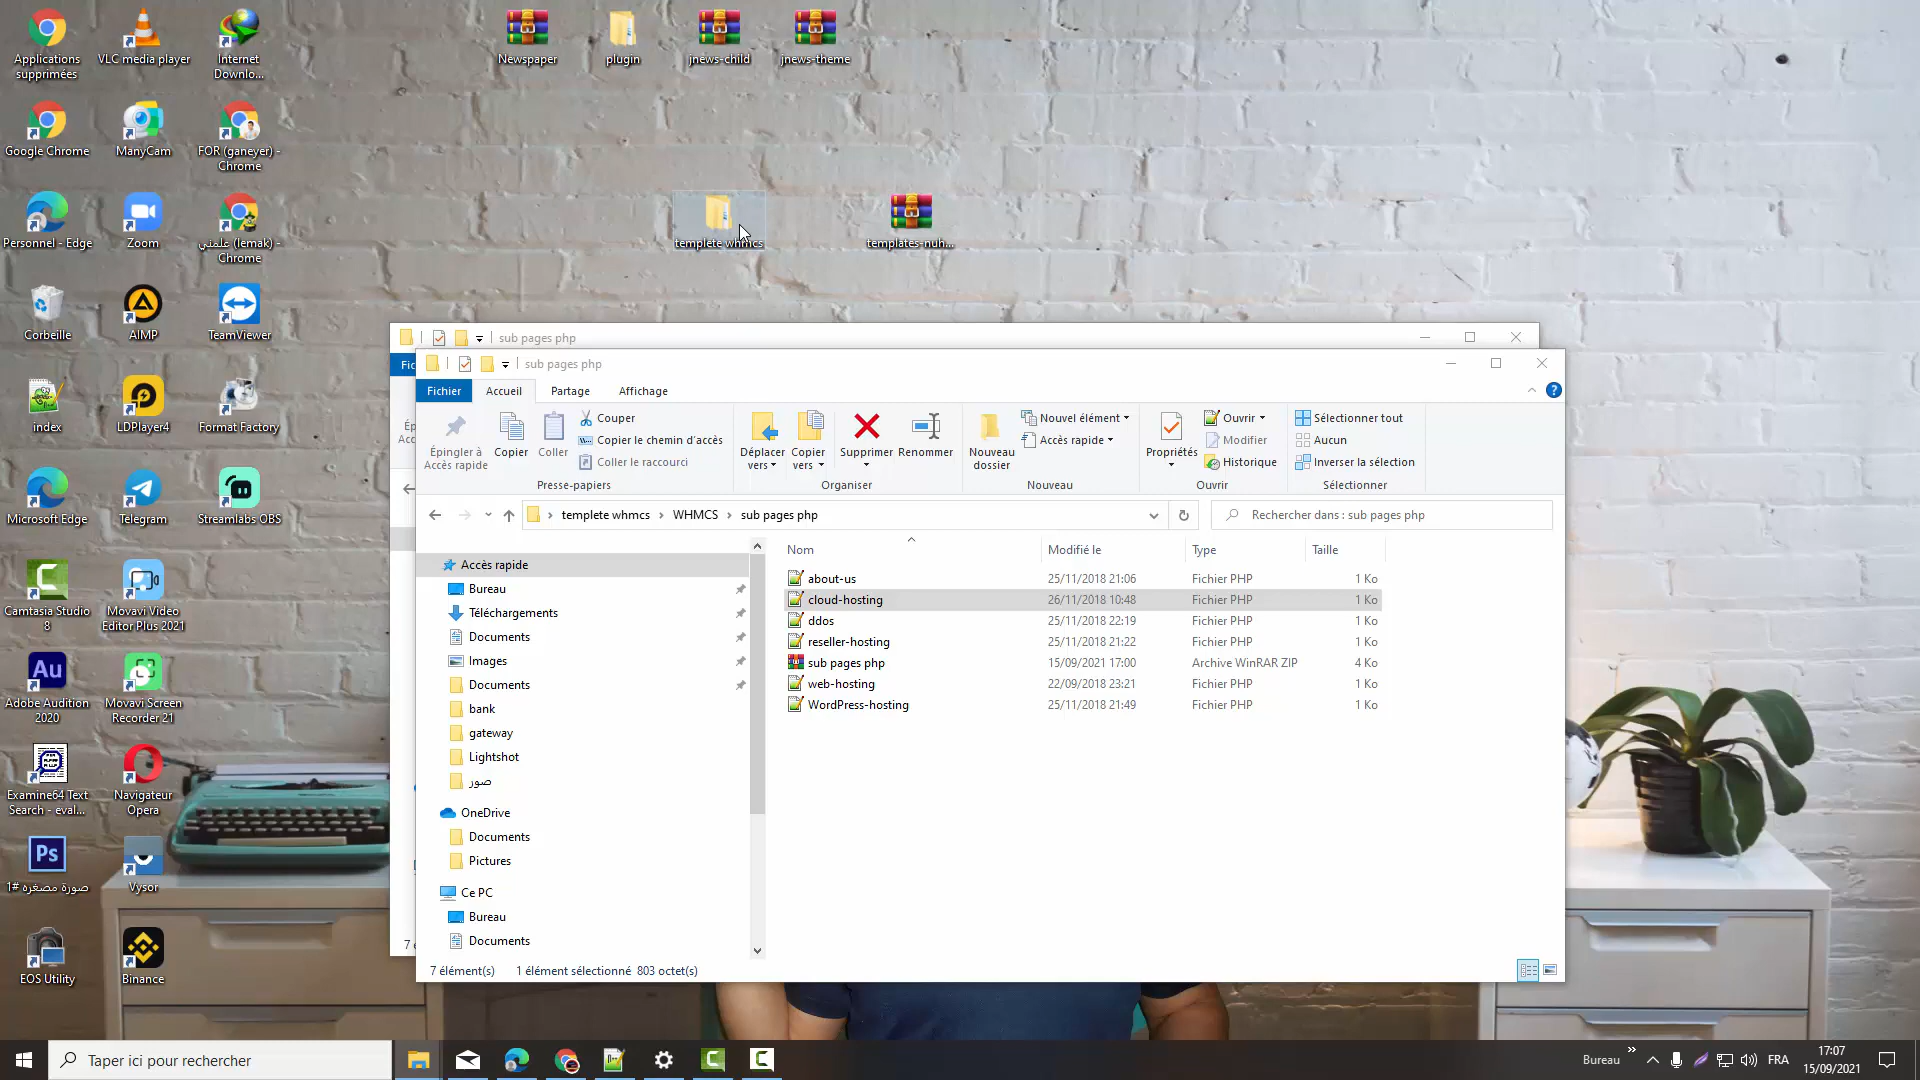 Applications
supprimées
VLC media player
Internet
Downlo...
Newspaper
plugin
jnews-child
jnews-theme
Google Chrome
ManyCam
FOR (ganeyer) -
Chrome
Personnel - Edge
Zoom
علمني (lemak) -
Chrome
templete whmcs
templates-nuh...
Corbeille
AIMP
TeamViewer
index
LDPlayer4
Format Factory
Microsoft Edge
Telegram
Streamlabs OBS
Camtasia Studio
8
Movavi Video
Editor Plus 2021
Adobe Audition
2020
Movavi Screen
Recorder 21
Examine64 Text
Search - eval...
Navigateur
Opera
صورة مصغره #1
Vysor
EOS Utility
Binance
sub pages php
Fic
Ép
Acc
7 é
sub pages php
Fichier
Accueil
Partage
Affichage
Épingler à
Accès rapide
Copier
Coller
Couper
Copier le chemin d'accès
Coller le raccourci
Presse-papiers
Déplacer
vers
Copier
vers
Supprimer
Renommer
Organiser
Nouveau
dossier
Nouvel élément
Accès rapide
Nouveau
Propriétés
Ouvrir
Modifier
Historique
Ouvrir
Sélectionner tout
Aucun
Inverser la sélection
Sélectionner
templete whmcs > WHMCS > sub pages php
Rechercher dans : sub pages php
Accès rapide
Bureau
Téléchargements
Documents
Images
Documents
bank
gateway
Lightshot
صور
OneDrive
Documents
Pictures
Ce PC
Bureau
Documents
Nom Modifié le Type Taille
about-us 25/11/2018 21:06 Fichier PHP 1 Ko
cloud-hosting 26/11/2018 10:48 Fichier PHP 1 Ko
ddos 25/11/2018 22:19 Fichier PHP 1 Ko
reseller-hosting 25/11/2018 21:22 Fichier PHP 1 Ko
sub pages php 15/09/2021 17:00 Archive WinRAR ZIP 4 Ko
web-hosting 22/09/2018 23:21 Fichier PHP 1 Ko
WordPress-hosting 25/11/2018 21:49 Fichier PHP 1 Ko
7 élément(s) 1 élément sélectionné 803 octet(s)
Taper ici pour rechercher
Bureau
FRA
17:07
15/09/2021